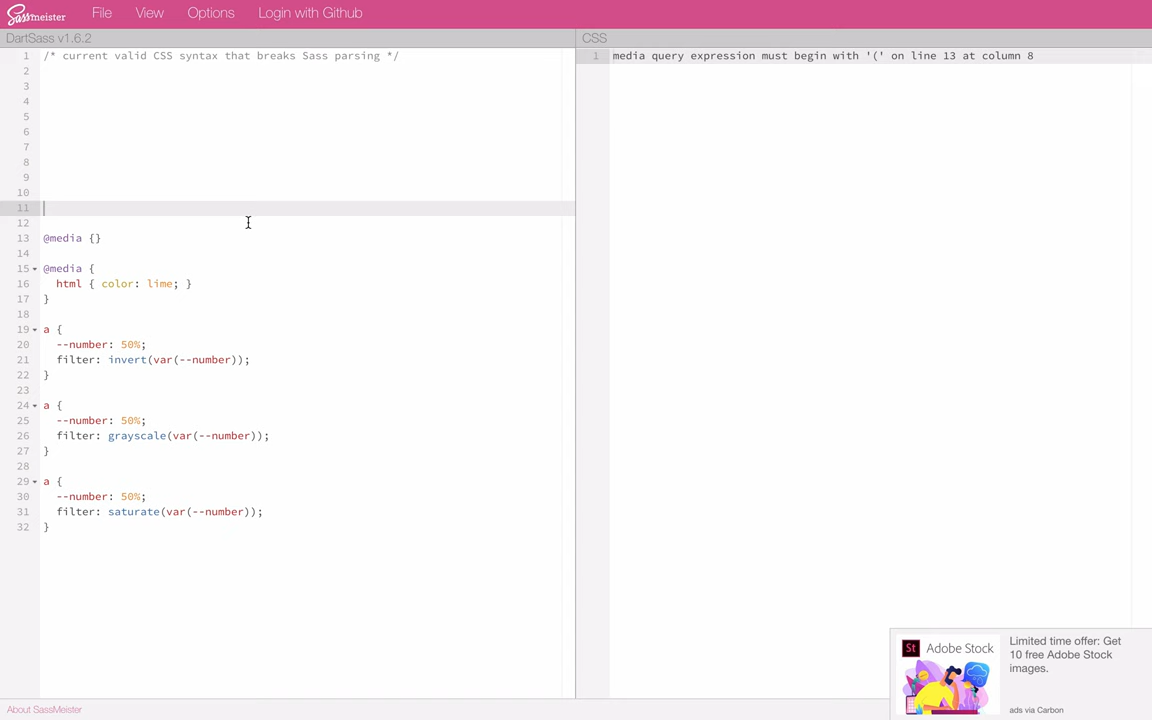 SassMeister File View Options Login with Github
DartSass v1.6.2
CSS
1 /* current valid CSS syntax that breaks Sass parsing */
2
3
4
5
6
7
8
9
10
11
12
13 @media {}
14
15 @media {
16 html { color: lime; }
17 }
18
19 a {
20 --number: 50%;
21 filter: invert(var(--number));
22 }
23
24 a {
25 --number: 50%;
26 filter: grayscale(var(--number));
27 }
28
29 a {
30 --number: 50%;
31 filter: saturate(var(--number));
32 }
1 media query expression must begin with '(' on line 13 at column 8
St Adobe Stock
Limited time offer: Get
10 free Adobe Stock
images.
ads via Carbon
About SassMeister